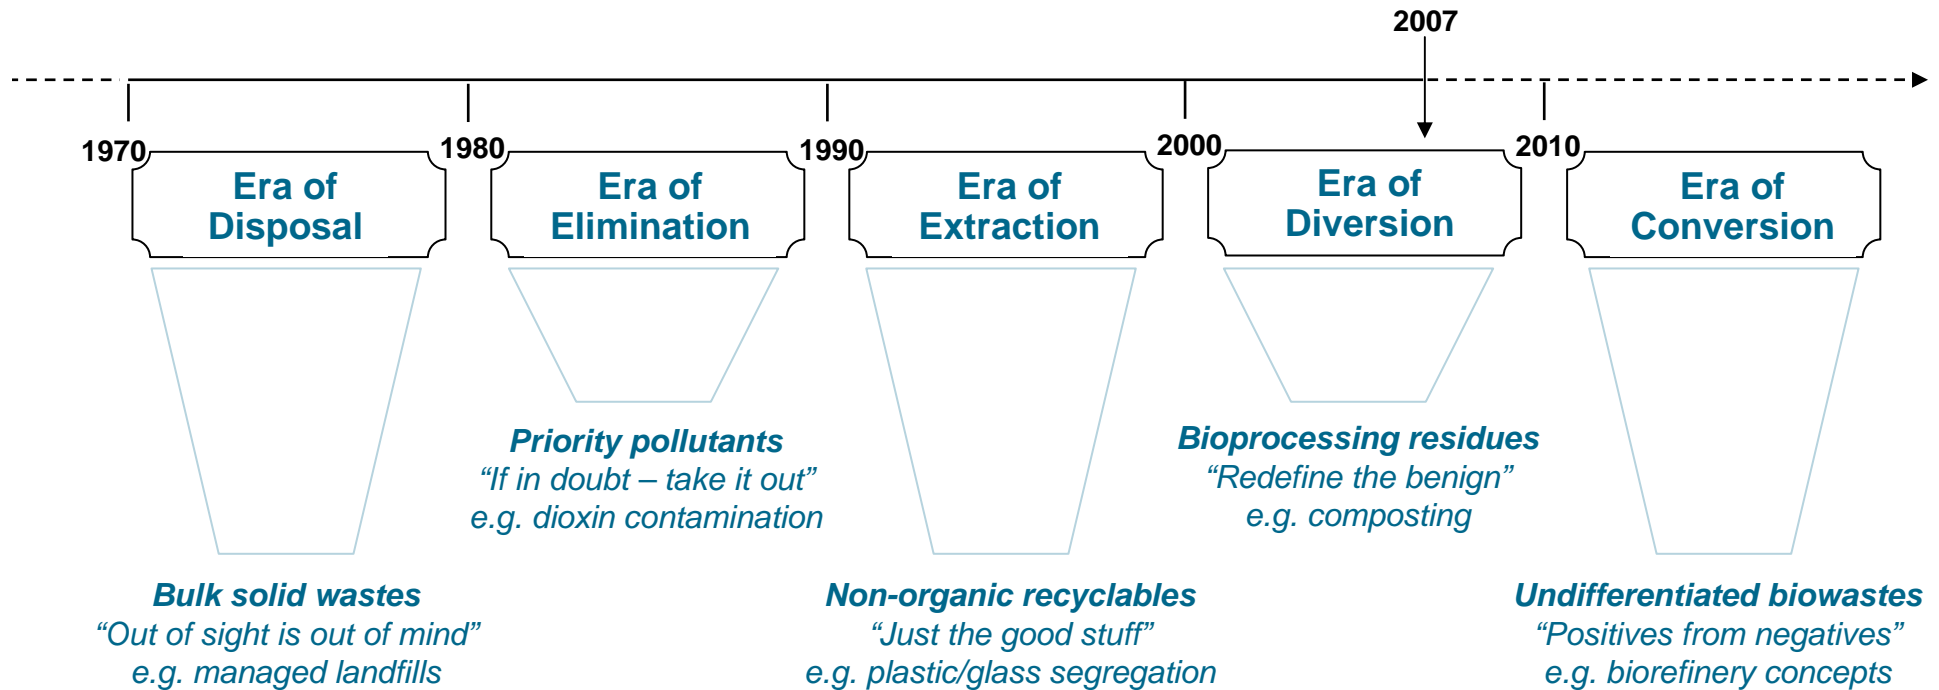 2007
1970
1980
1990
2000
2010
Era of
Disposal
Era of
Elimination
Era of
Extraction
Era of
Diversion
Era of
Conversion
Priority pollutants
“If in doubt – take it out”
e.g. dioxin contamination
Bioprocessing residues
“Redefine the benign”
e.g. composting
Bulk solid wastes
“Out of sight is out of mind”
e.g. managed landfills
Non-organic recyclables
“Just the good stuff”
e.g. plastic/glass segregation
Undifferentiated biowastes
“Positives from negatives”
e.g. biorefinery concepts